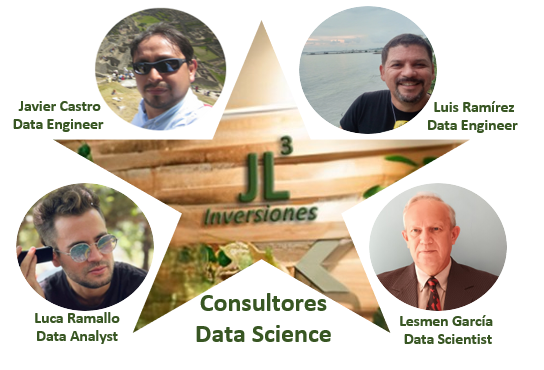 Javier Castro
Data Engineer
Luis Ramírez
Data Engineer
JL3
Inversiones
Luca Ramallo
Data Analyst
Consultores
Data Science
Lesmen García
Data Scientist